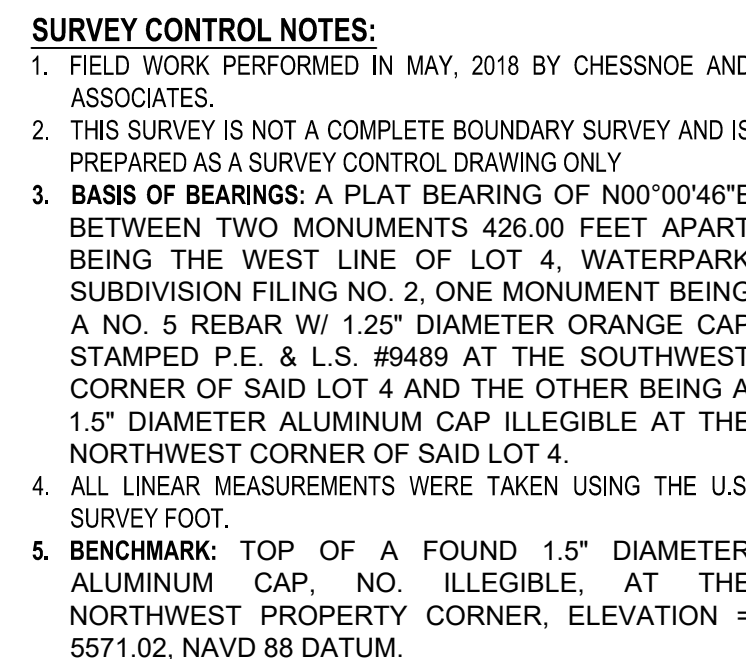 SURVEY CONTROL NOTES:
1. FIELD WORK PERFORMED IN MAY, 2018 BY CHESSNOE AND
ASSOCIATES.
2. THIS SURVEY IS NOT A COMPLETE BOUNDARY SURVEY AND IS
PREPARED AS A SURVEY CONTROL DRAWING ONLY
3. BASIS OF BEARINGS: A PLAT BEARING OF N00°00'46"E
BETWEEN TWO MONUMENTS 426.00 FEET APART
BEING THE WEST LINE OF LOT 4, WATERPARK
SUBDIVISION FILING NO. 2, ONE MONUMENT BEING
A NO. 5 REBAR W/ 1.25" DIAMETER ORANGE CAP
STAMPED P.E. & L.S. #9489 AT THE SOUTHWEST
CORNER OF SAID LOT 4 AND THE OTHER BEING A
1.5" DIAMETER ALUMINUM CAP ILLEGIBLE AT THE
NORTHWEST CORNER OF SAID LOT 4.
4. ALL LINEAR MEASUREMENTS WERE TAKEN USING THE U.S
SURVEY FOOT.
5. BENCHMARK: TOP OF A FOUND 1.5" DIAMETER
ALUMINUM CAP, NO. ILLEGIBLE, AT THE
NORTHWEST PROPERTY CORNER, ELEVATION =
5571.02, NAVD 88 DATUM.